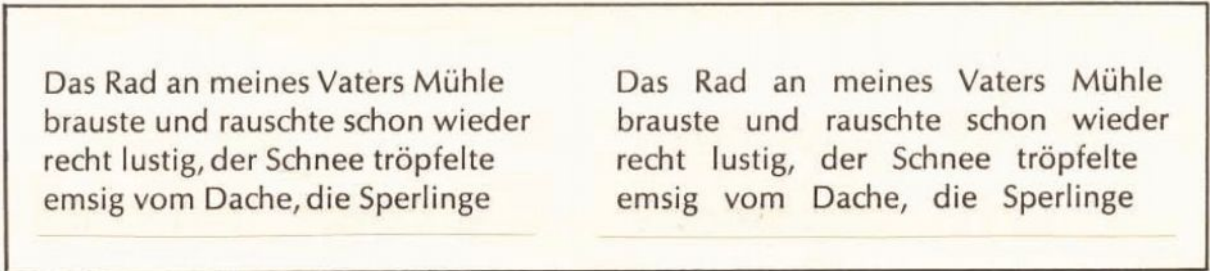 Das Rad an meines Vaters Mühle
brauste und rauschte schon wieder
recht lustig, der Schnee tröpfelte
emsig vom Dache, die Sperlinge
Das Rad an meines Vaters Mühle
brauste und rauschte schon wieder
recht lustig, der Schnee tröpfelte
emsig vom Dache, die Sperlinge